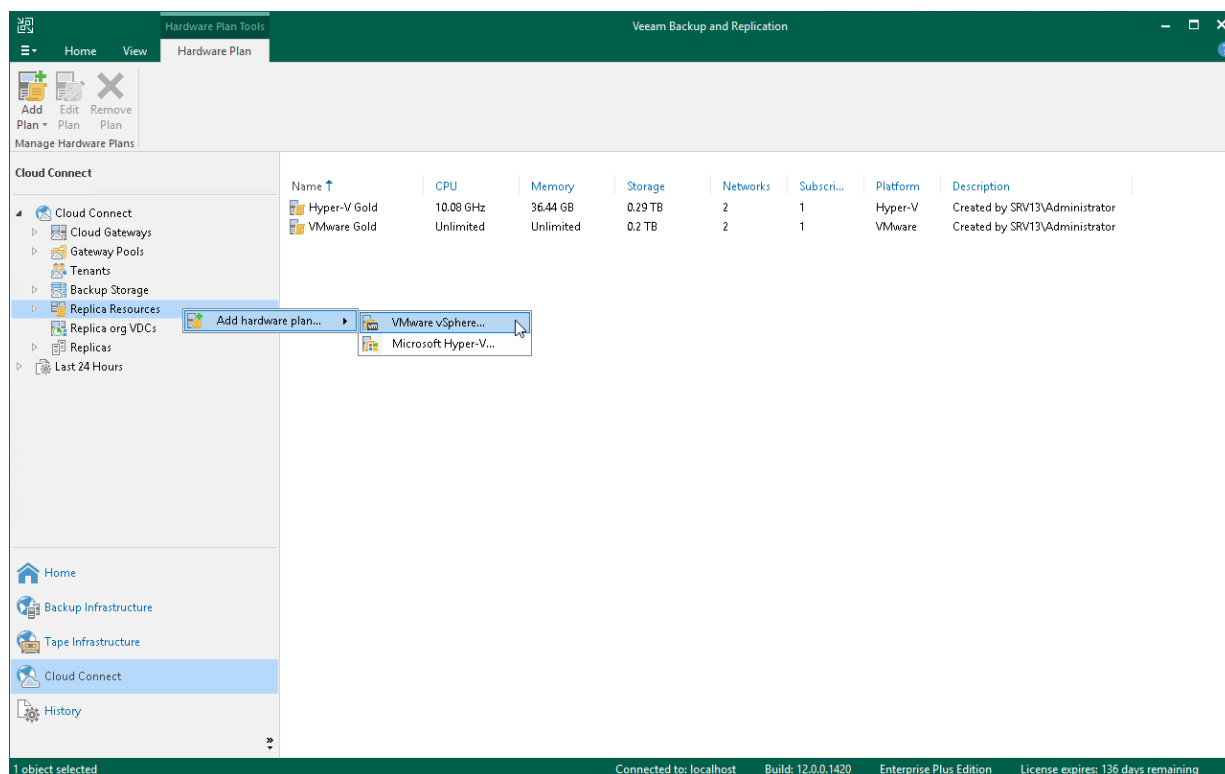 Hardware Plan Tools
Veeam Backup and Replication
Home View Hardware Plan
Add Plan
Edit Plan
Remove Plan
Manage Hardware Plans
Cloud Connect
Cloud Connect
Cloud Gateways
Gateway Pools
Tenants
Backup Storage
Replica Resources
Replica org VDCs
Replicas
Last 24 Hours
Name CPU Memory Storage Networks Subscri... Platform Description
Hyper-V Gold 10.08 GHz 36.44 GB 0.29 TB 2 1 Hyper-V Created by SRV13\Administrator
VMware Gold Unlimited Unlimited 0.2 TB 2 1 VMware Created by SRV13\Administrator
Add hardware plan...
VMware vSphere...
Microsoft Hyper-V...
Home
Backup Infrastructure
Tape Infrastructure
Cloud Connect
History
1 object selected
Connected to: localhost Build: 12.0.0.1420 Enterprise Plus Edition License expires: 136 days remaining